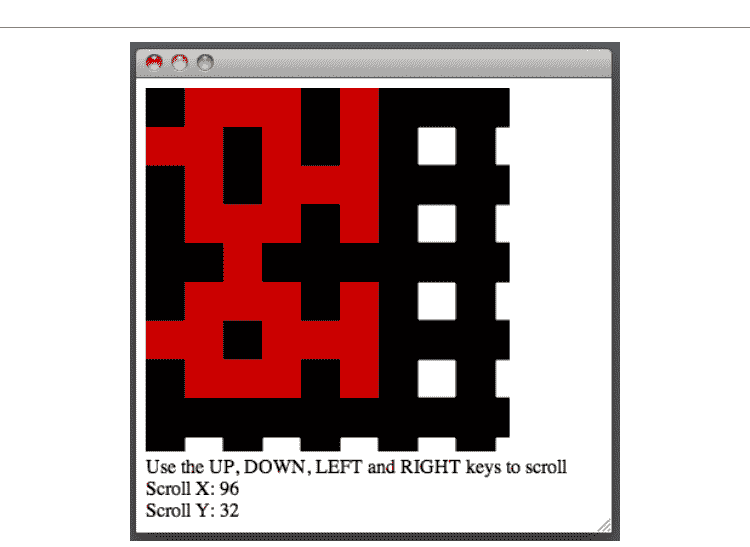 Use the UP, DOWN, LEFT and RIGHT keys to scroll
Scroll X: 96
Scroll Y: 32